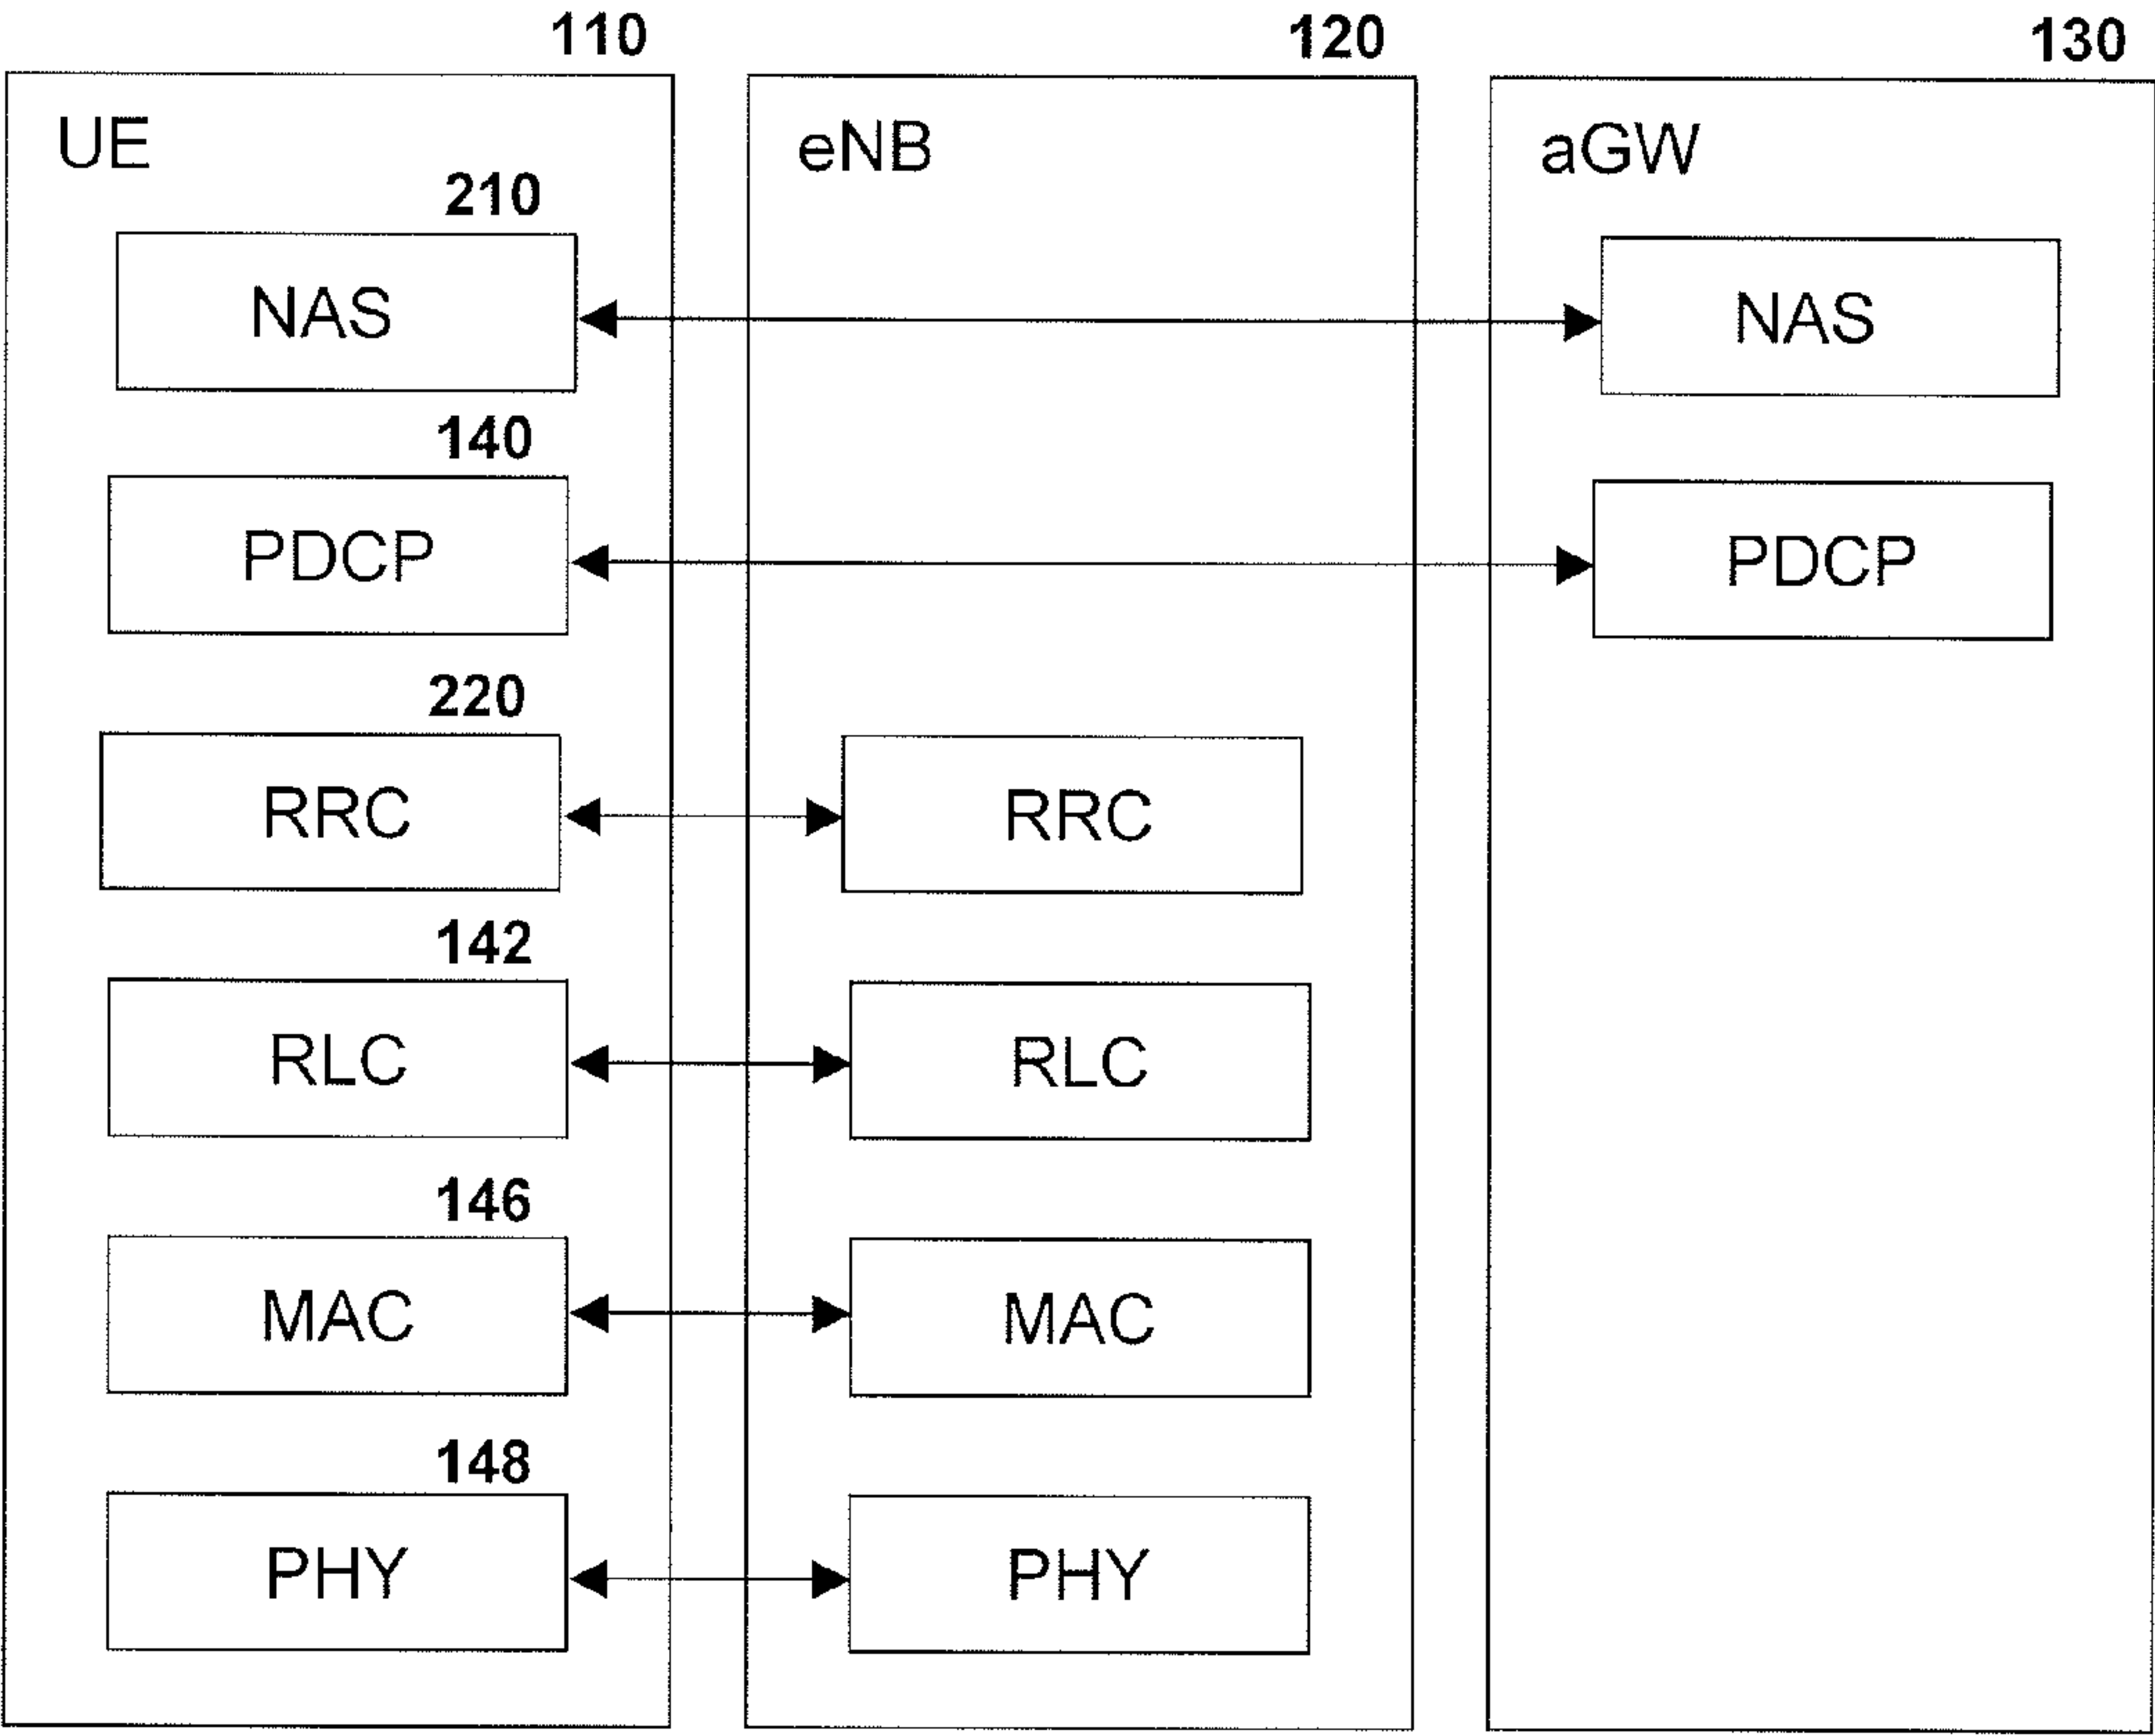 110 120 130
UE eNB aGW
210
NAS NAS
140
PDCP PDCP
220
RRC RRC
142
RLC RLC
146
MAC MAC
148
PHY PHY